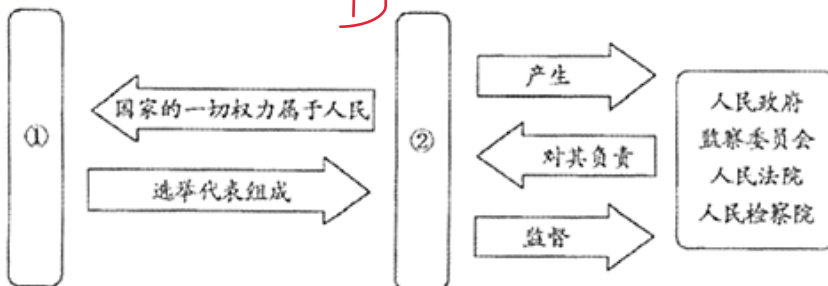 ①
国家的一切权力属于人民
选举代表组成
②
产生
对其负责
监督
人民政府
监察委员会
人民法院
人民检察院